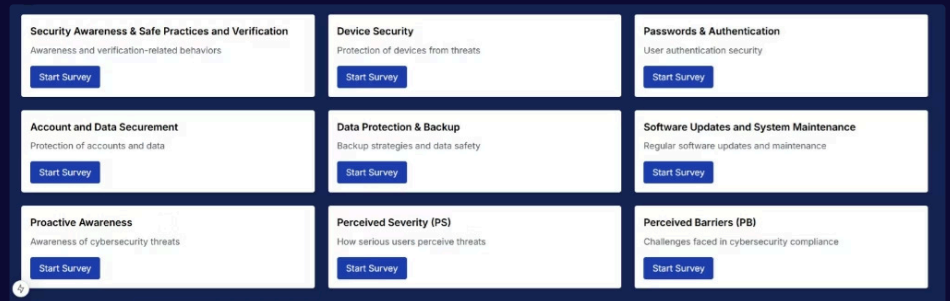 Security Awareness & Safe Practices and Verification
Awareness and verification-related behaviors
Start Survey
Device Security
Protection of devices from threats
Start Survey
Passwords & Authentication
User authentication security
Start Survey
Account and Data Securement
Protection of accounts and data
Start Survey
Data Protection & Backup
Backup strategies and data safety
Start Survey
Software Updates and System Maintenance
Regular software updates and maintenance
Start Survey
Proactive Awareness
Awareness of cybersecurity threats
Start Survey
Perceived Severity (PS)
How serious users perceive threats
Start Survey
Perceived Barriers (PB)
Challenges faced in cybersecurity compliance
Start Survey